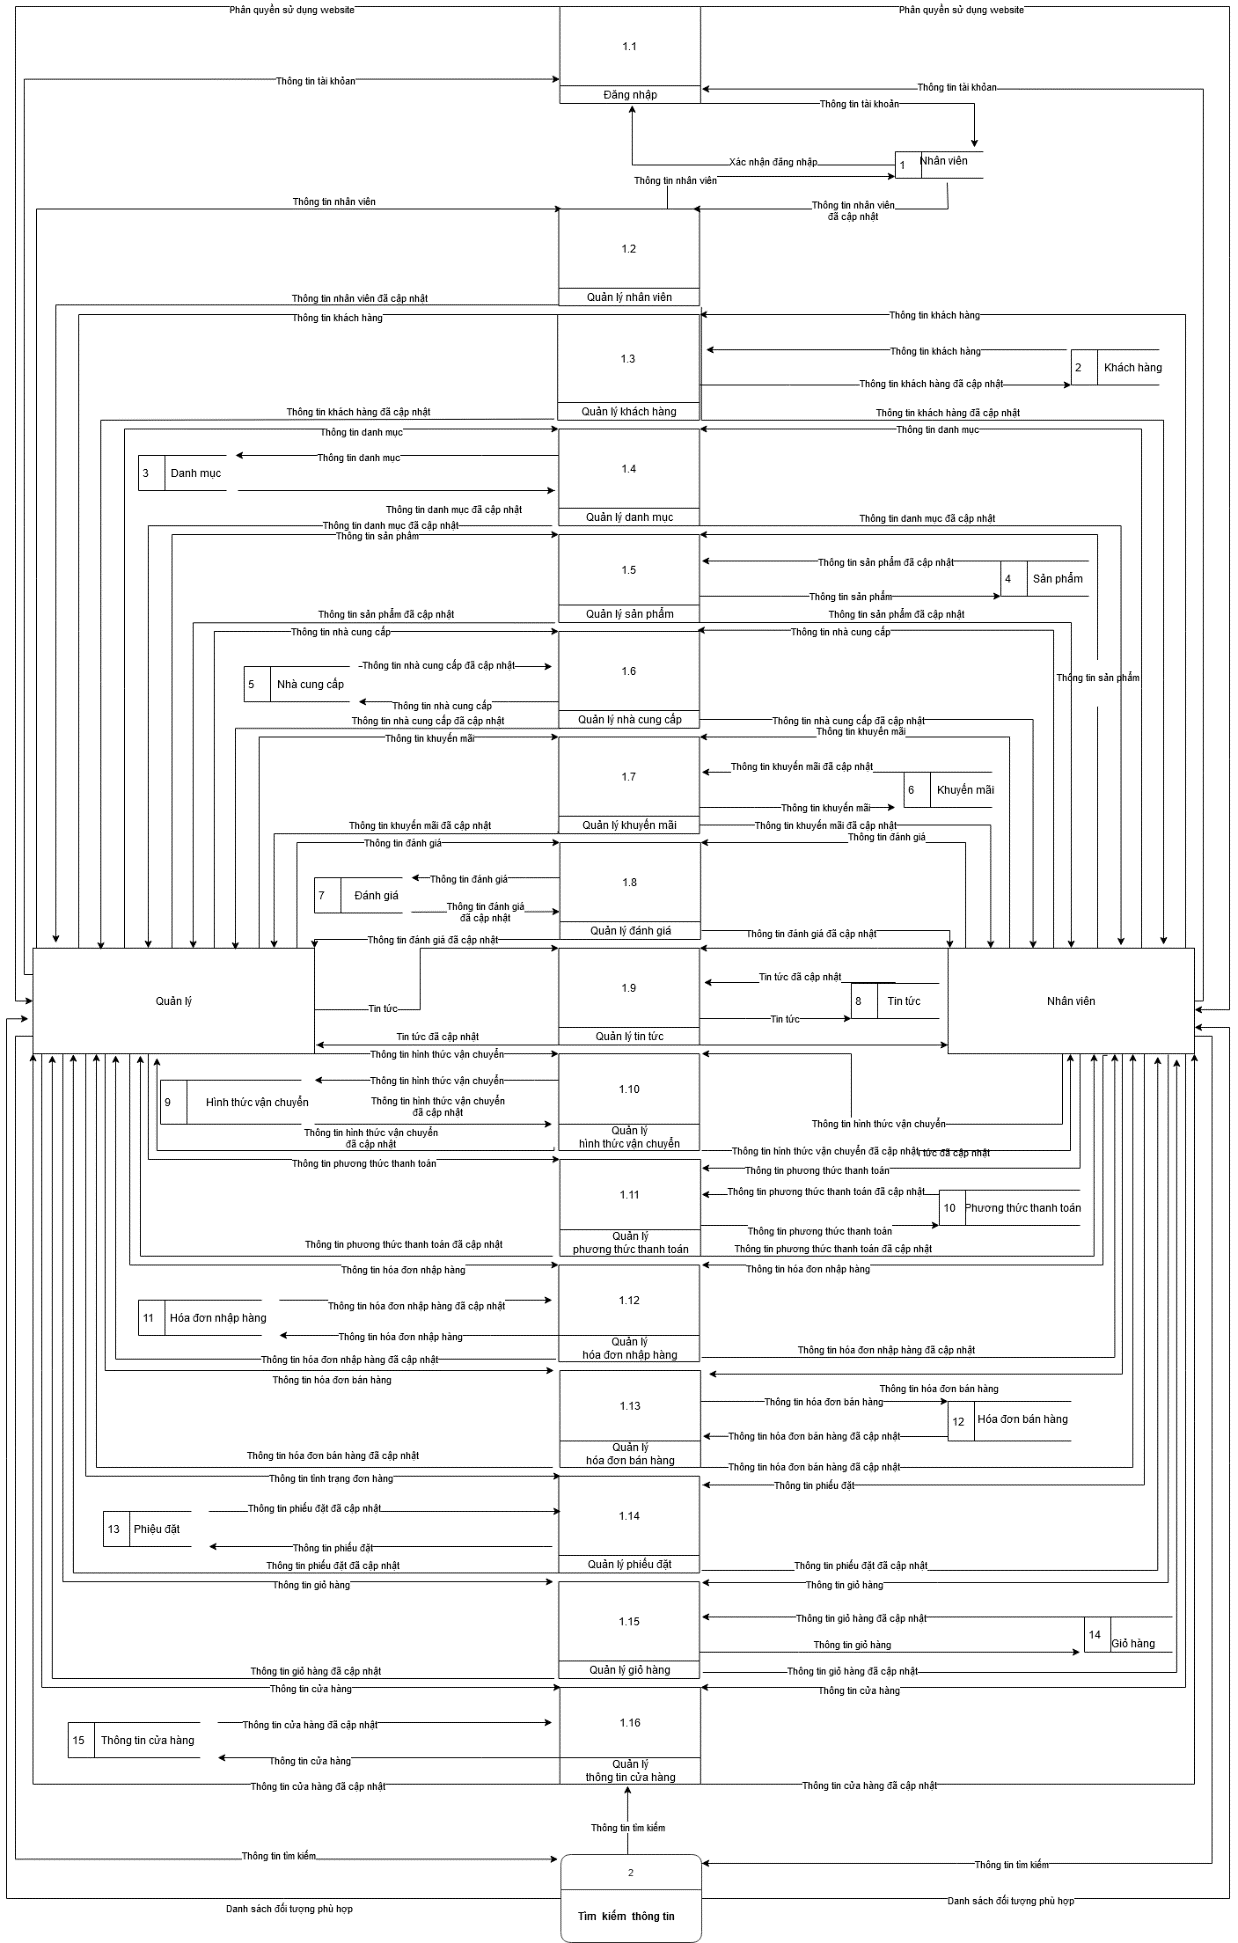 Phân quyền sử dụng website
Phân quyền sử dụng website
1.1
Thông tin tài khỏan
Thông tin tài khỏan
Đăng nhập
Thông tin tài khoản
Xác nhận đăng nhập
1
Nhân viên
Thông tin nhân viên
Thông tin nhân viên
Thông tin nhân viên
đã cập nhật
1.2
Quản lý nhân viên
Thông tin nhân viên đã cập nhật
Thông tin khách hàng
Thông tin khách hàng
1.3
Thông tin khách hàng
2
Khách hàng
Thông tin khách hàng đã cập nhật
Thông tin khách hàng đã cập nhật
Quản lý khách hàng
Thông tin khách hàng đã cập nhật
Thông tin danh mục
Thông tin danh mục
Thông tin danh mục
3
Danh mục
1.4
Thông tin danh mục đã cập nhật
Quản lý danh mục
Thông tin danh mục đã cập nhật
Thông tin danh mục đã cập nhật
Thông tin sản phẩm
Thông tin sản phẩm đã cập nhật
1.5
4
Sản phẩm
Thông tin sản phẩm
Thông tin sản phẩm đã cập nhật
Quản lý sản phẩm
Thông tin sản phẩm đã cập nhật
Thông tin nhà cung cấp
Thông tin nhà cung cấp
Thông tin nhà cung cấp đã cập nhật
1.6
Thông tin sản phẩm
5
Nhà cung cấp
Thông tin nhà cung cấp
Thông tin nhà cung cấp đã cập nhật
Quản lý nhà cung cấp
Thông tin nhà cung cấp đã cập nhật
Thông tin khuyến mãi
Thông tin khuyến mãi
Thông tin khuyến mãi đã cập nhật
1.7
6
Khuyến mãi
Thông tin khuyến mãi
Thông tin khuyến mãi đã cập nhật
Quản lý khuyến mãi
Thông tin khuyến mãi đã cập nhật
Thông tin đánh giá
Thông tin đánh giá
Thông tin đánh giá
1.8
7
Đánh giá
Thông tin đánh giá
đã cập nhật
Quản lý đánh giá
Thông tin đánh giá đã cập nhật
Thông tin đánh giá đã cập nhật
Tin tức đã cập nhật
Quản lý
1.9
8
Tin tức
Nhân viên
Tin tức
Tin tức
Tin tức đã cập nhật
Quản lý tin tức
Thông tin hình thức vận chuyển
Thông tin hình thức vận chuyển
1.10
9
Hình thức vận chuyển
Thông tin hình thức vận chuyển
đã cập nhật
Thông tin hình thức vận chuyển
Thông tin hình thức vận chuyển
đã cập nhật
Quản lý
hình thức vận chuyển
Thông tin hình thức vận chuyển đã cập nhật
tức đã cập nhật
Thông tin phương thức thanh toán
Thông tin phương thức thanh toán
1.11
Thông tin phương thức thanh toán đã cập nhật
10
Phương thức thanh toán
Thông tin phương thức thanh toán
Thông tin phương thức thanh toán đã cập nhật
Quản lý
phương thức thanh toán
Thông tin phương thức thanh toán đã cập nhật
Thông tin hóa đơn nhập hàng
Thông tin hóa đơn nhập hàng
1.12
Thông tin hóa đơn nhập hàng đã cập nhật
11
Hóa đơn nhập hàng
Thông tin hóa đơn nhập hàng
Quản lý
hóa đơn nhập hàng
Thông tin hóa đơn nhập hàng đã cập nhật
Thông tin hóa đơn nhập hàng đã cập nhật
Thông tin hóa đơn bán hàng
Thông tin hóa đơn bán hàng
1.13
Thông tin hóa đơn bán hàng
12
Hóa đơn bán hàng
Thông tin hóa đơn bán hàng đã cập nhật
Thông tin hóa đơn bán hàng đã cập nhật
Quản lý
hóa đơn bán hàng
Thông tin hóa đơn bán hàng đã cập nhật
Thông tin tình trạng đơn hàng
Thông tin phiếu đặt
Thông tin phiếu đặt đã cập nhật
1.14
13
Phiệu đặt
Thông tin phiếu đặt
Thông tin phiếu đặt đã cập nhật
Quản lý phiếu đặt
Thông tin phiếu đặt đã cập nhật
Thông tin giỏ hàng
Thông tin giỏ hàng
1.15
Thông tin giỏ hàng đã cập nhật
14
Giỏ hàng
Thông tin giỏ hàng
Thông tin giỏ hàng đã cập nhật
Quản lý giỏ hàng
Thông tin giỏ hàng đã cập nhật
Thông tin cửa hàng
Thông tin cửa hàng
Thông tin cửa hàng đã cập nhật
1.16
15
Thông tin cửa hàng
Thông tin cửa hàng
Quản lý
thông tin cửa hàng
Thông tin cửa hàng đã cập nhật
Thông tin cửa hàng đã cập nhật
Thông tin tìm kiếm
Thông tin tìm kiếm
Thông tin tìm kiếm
2
Danh sách đối tượng phù hợp
Danh sách đối tượng phù hợp
Tìm kiếm thông tin